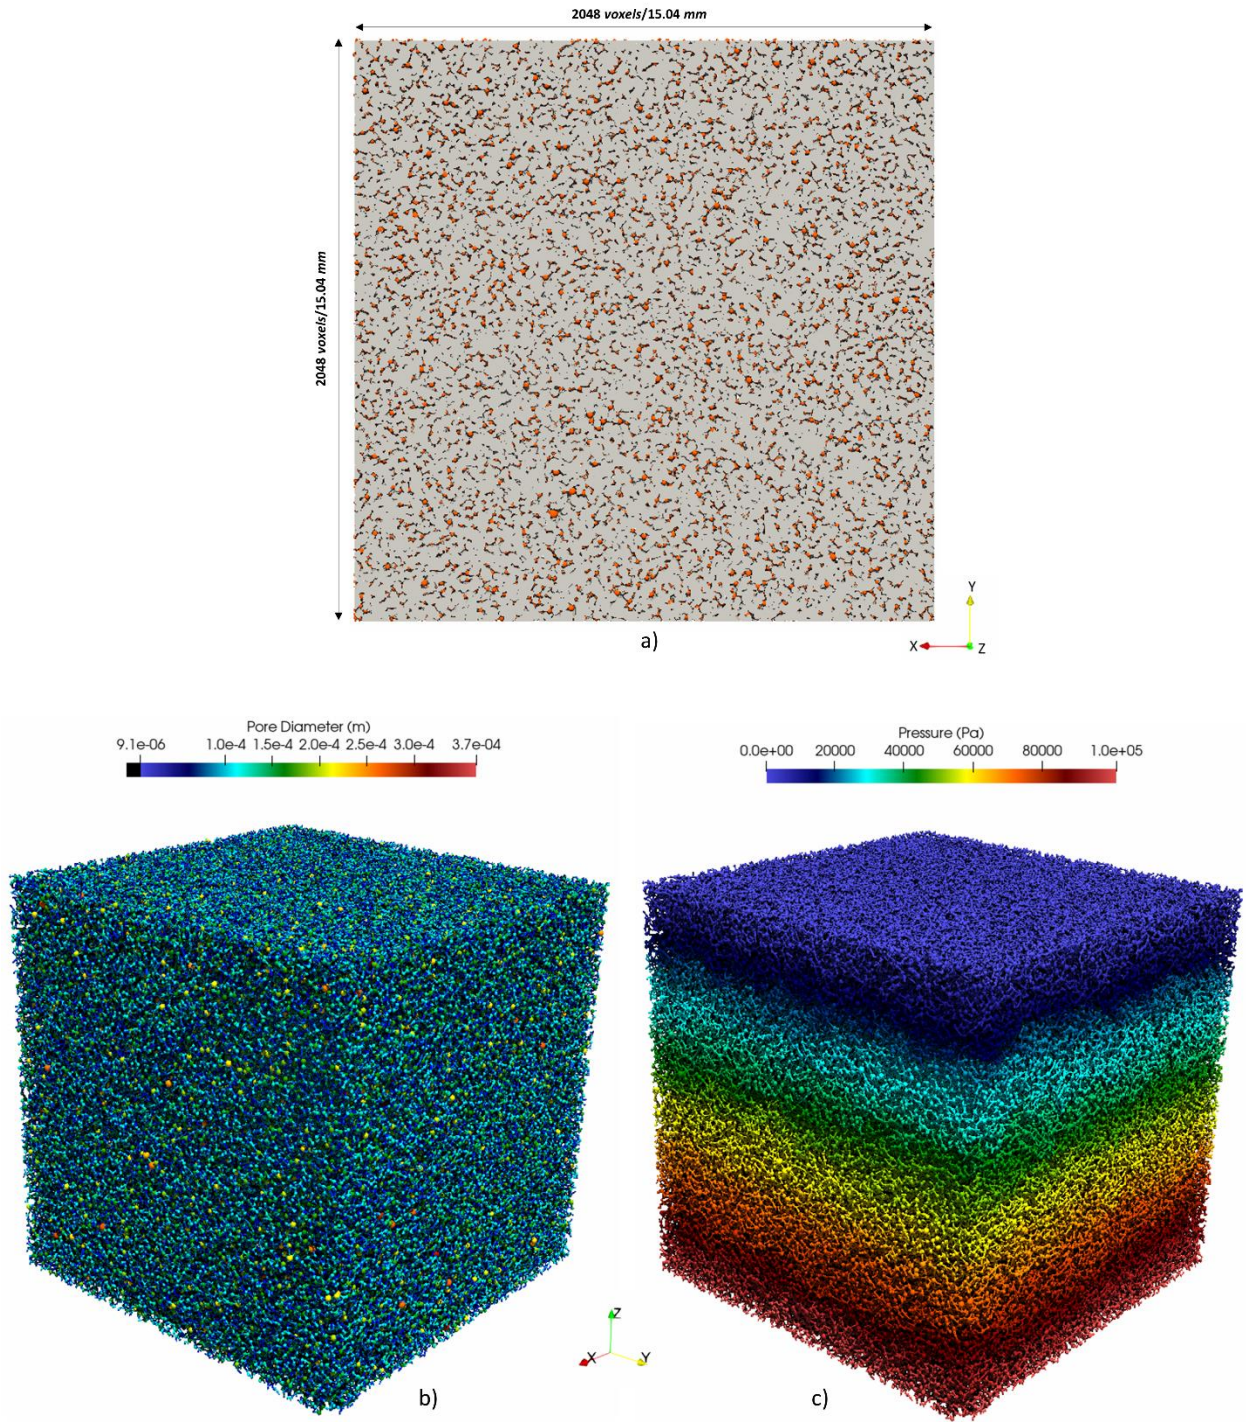 2048 voxels/15.04 mm
2048 voxels/15.04 mm
Y
X
Z
a)
Pore Diameter (m)
9.1e-06 1.0e-4 1.5e-4 2.0e-4 2.5e-4 3.0e-4 3.7e-04
Pressure (Pa)
0.0e+00 20000 40000 60000 80000 1.0e+05
Z
X
Y
b)
c)